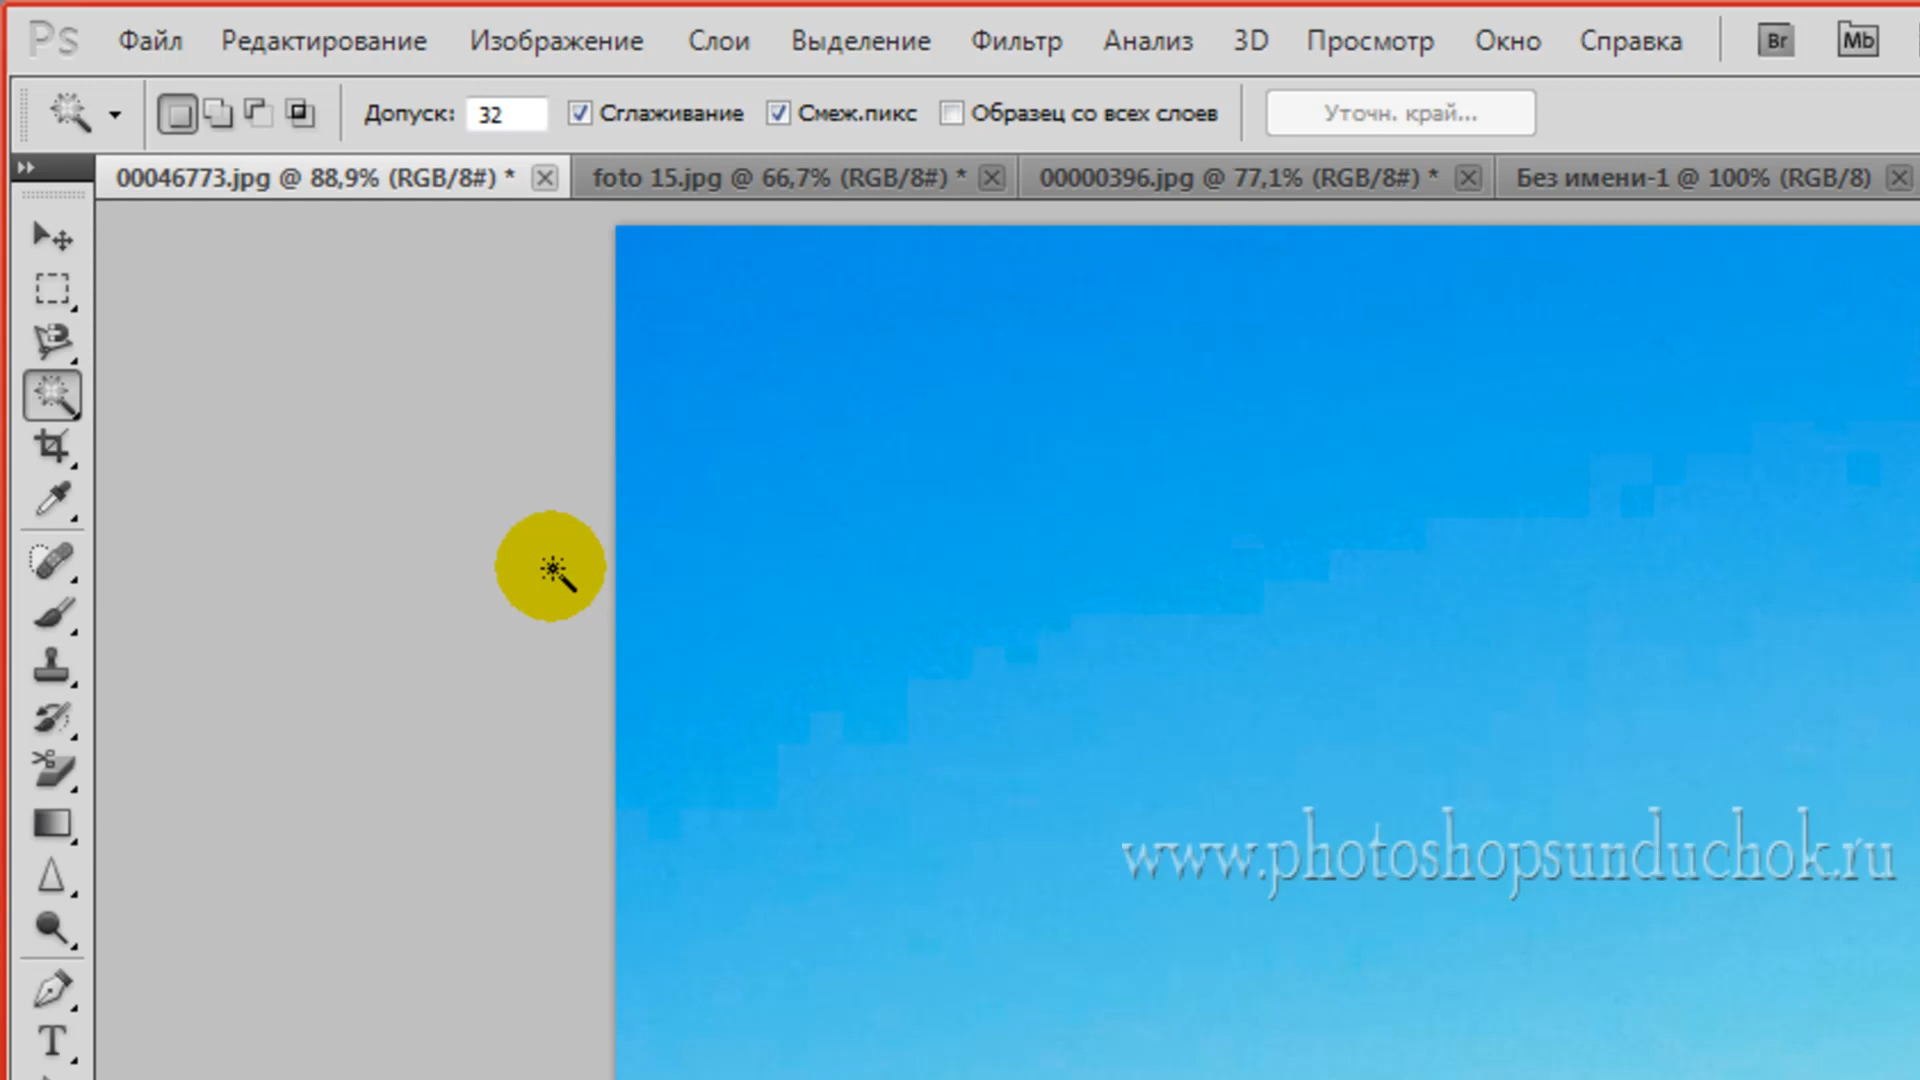 Ps Файл Редактирование Изображение Слои Выделение Фильтр Анализ 3D Просмотр Окно Справка Br Mb
Допуск: 32 Сглаживание Смеж.пикс Образец со всех слоев Уточн. край...
00046773.jpg @ 88,9% (RGB/8#) * foto 15.jpg @ 66,7% (RGB/8#) * 00000396.jpg @ 77,1% (RGB/8#) * Без имени-1 @ 100% (RGB/8)
www.photoshopsunduchok.ru
T